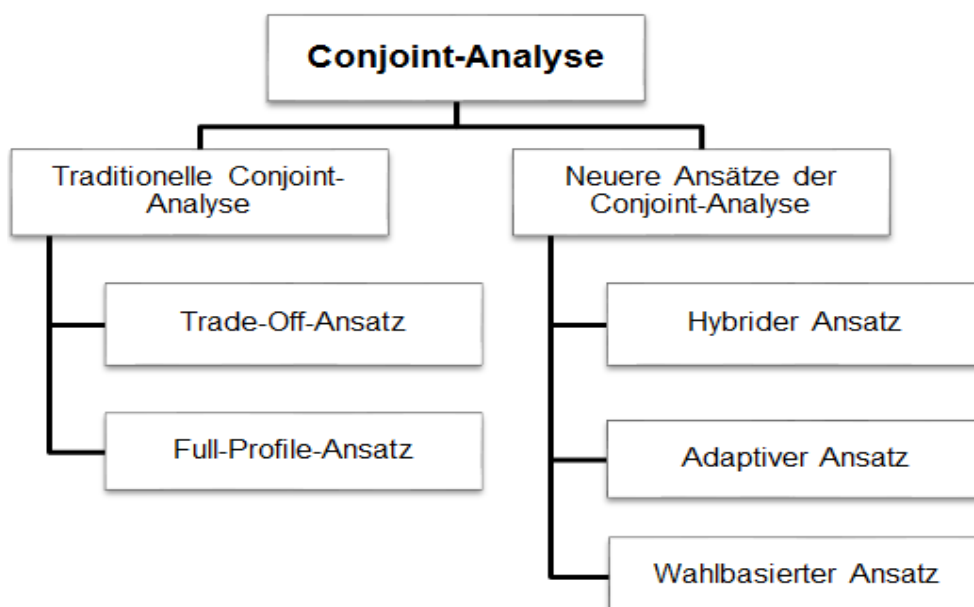 Conjoint-Analyse
Traditionelle Conjoint-
Analyse
Trade-Off-Ansatz
Full-Profile-Ansatz
Neuere Ansätze der
Conjoint-Analyse
Hybrider Ansatz
Adaptiver Ansatz
Wahlbasierter Ansatz